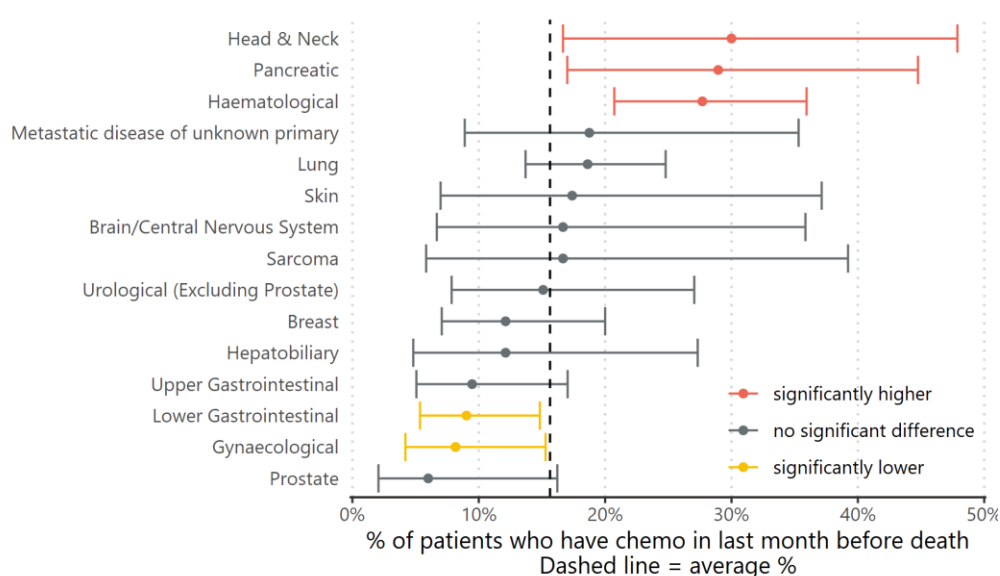 Head & Neck
Pancreatic
Haematological
Metastatic disease of unknown primary
Lung
Skin
Brain/Central Nervous System
Sarcoma
Urological (Excluding Prostate)
Breast
Hepatobiliary
Upper Gastrointestinal
Lower Gastrointestinal
Gynaecological
Prostate
significantly higher
no significant difference
significantly lower
0% 10% 20% 30% 40% 50%
% of patients who have chemo in last month before death
Dashed line = average %